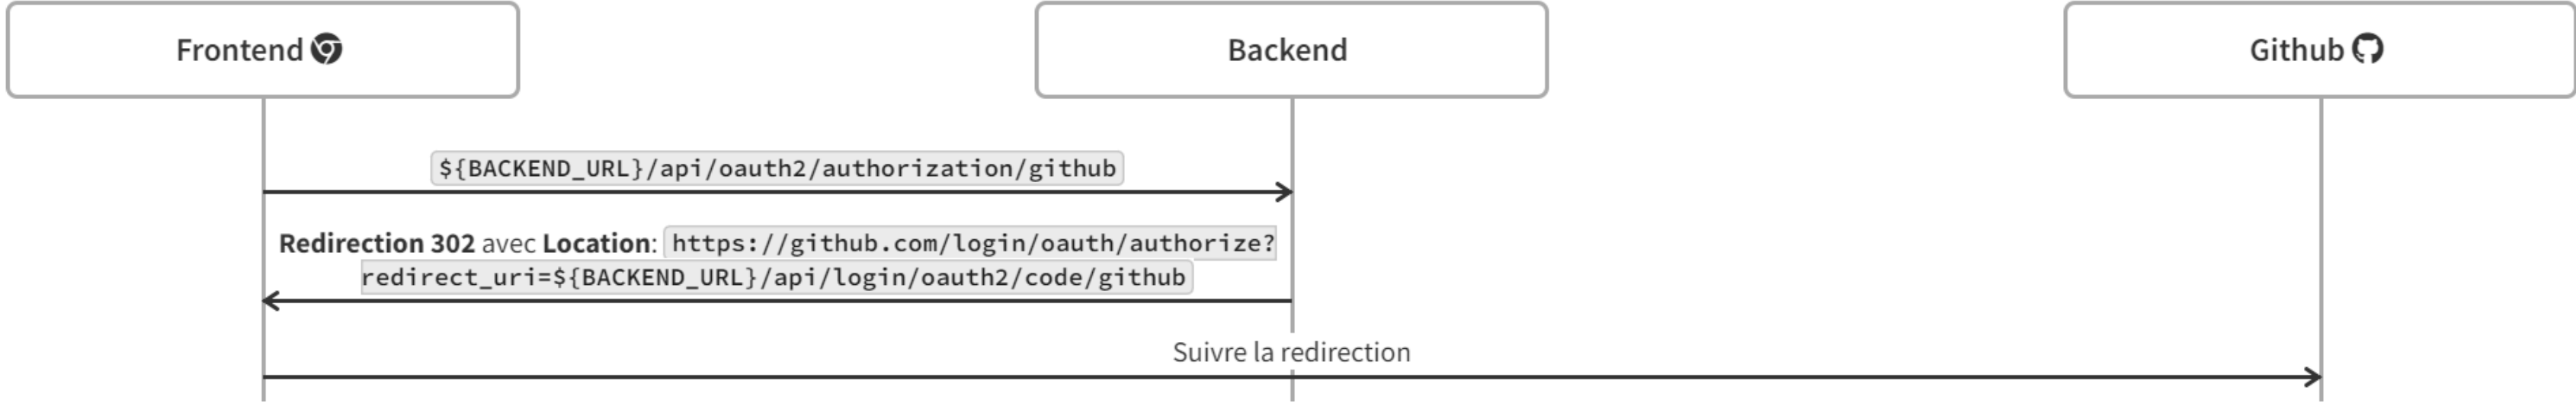 Frontend
Backend
Github
${BACKEND_URL}/api/oauth2/authorization/github
Redirection 302 avec Location: https://github.com/login/oauth/authorize?
redirect_uri=${BACKEND_URL}/api/login/oauth2/code/github
Suivre la redirection